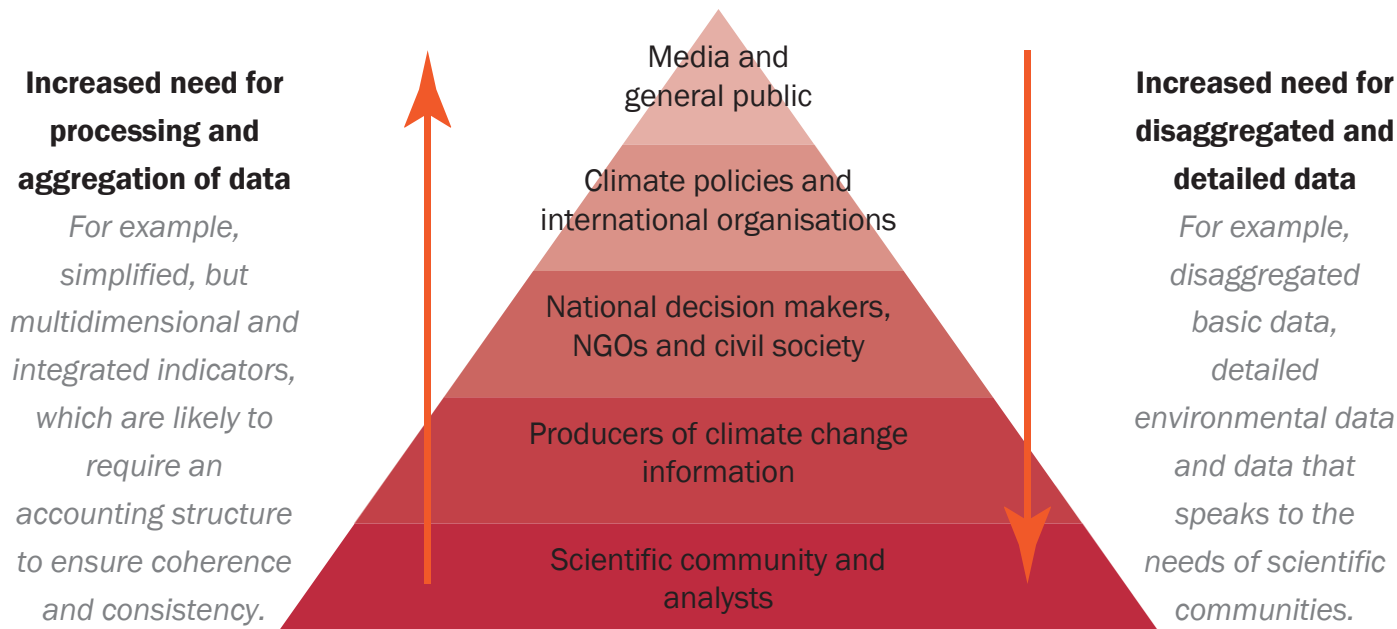 Increased need for
processing and
aggregation of data
For example,
simplified, but
multidimensional and
integrated indicators,
which are likely to
require an
accounting structure
to ensure coherence
and consistency.
Media and
general public
Climate policies and
international organisations
National decision makers,
NGOs and civil society
Producers of climate change
information
Scientific community and
analysts
Increased need for
disaggregated and
detailed data
For example,
disaggregated
basic data,
detailed
environmental data
and data that
speaks to the
needs of scientific
communities.